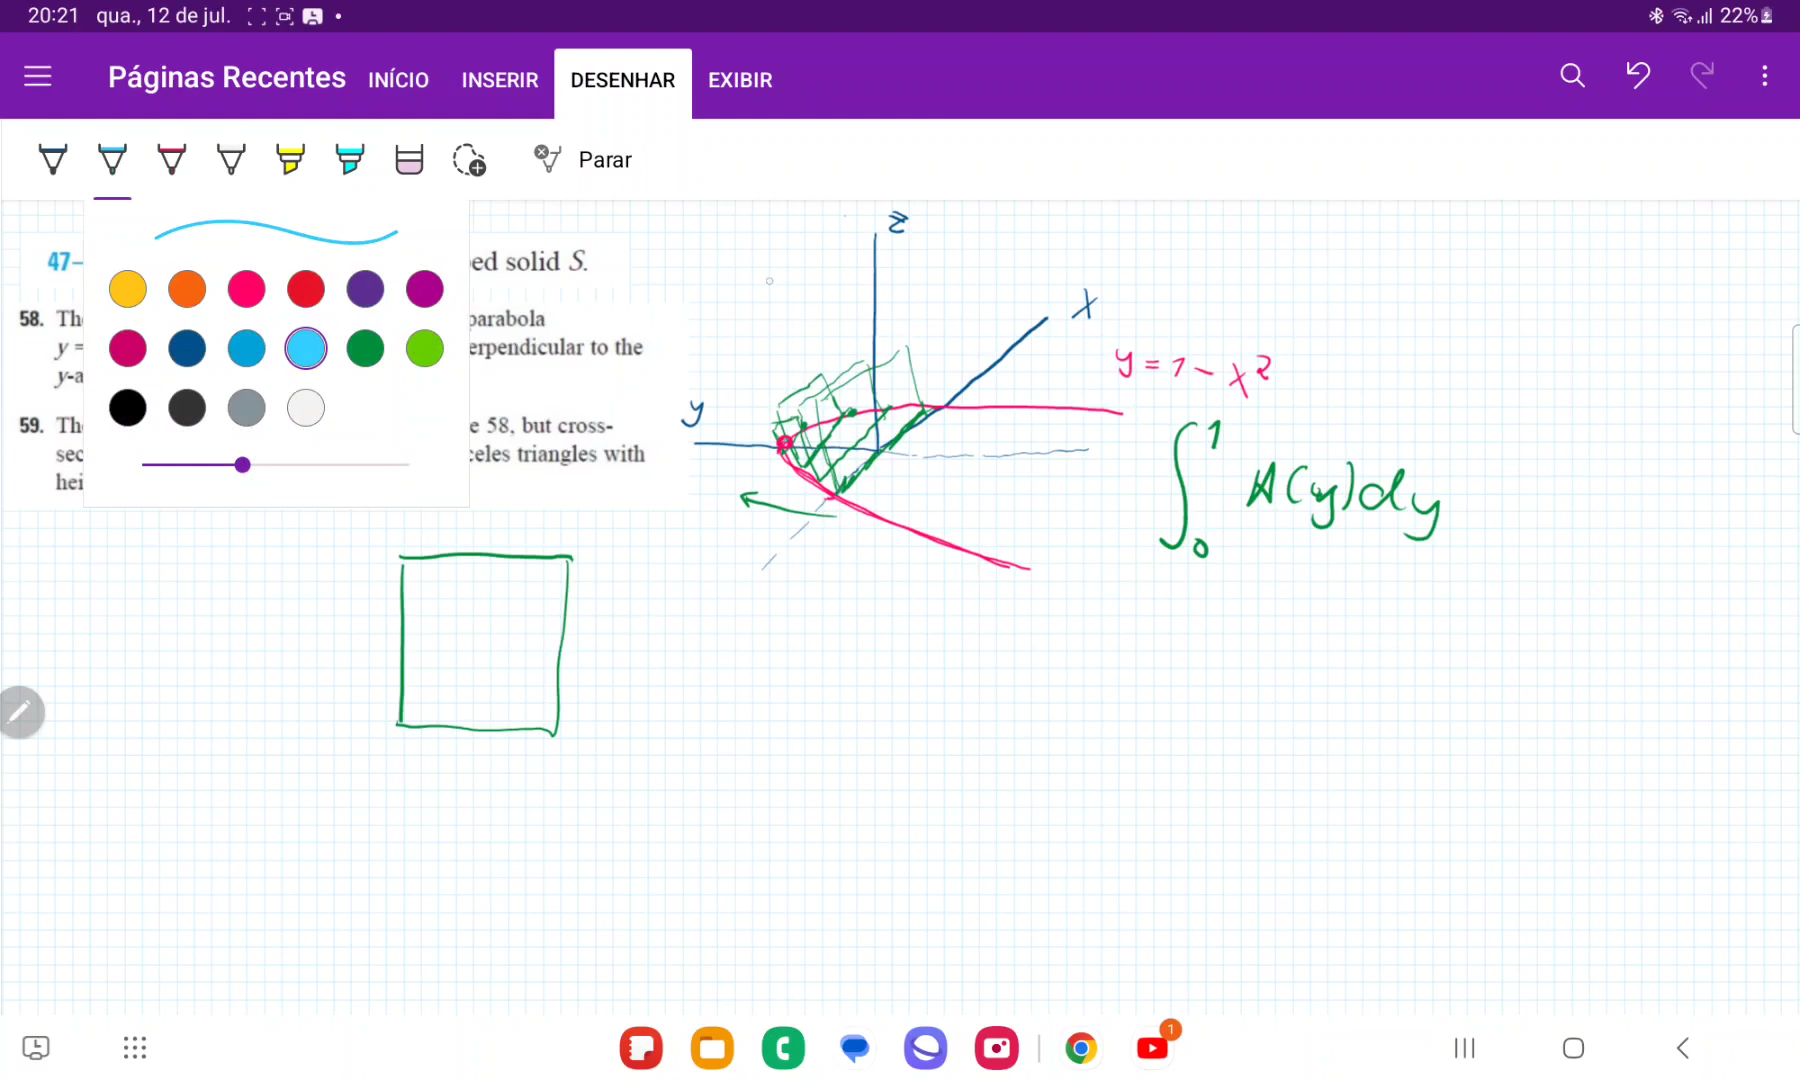 20:21 qua., 12 de jul.
22%
Páginas Recentes INÍCIO INSERIR DESENHAR EXIBIR
Parar
47–
ed solid S.
58. Th
parabola
y =
erpendicular to the
y-a
59. Th
e 58, but cross-
sec
celes triangles with
hei
z
x
y
y = 1 - x²
∫₀¹ A(y)dy
1